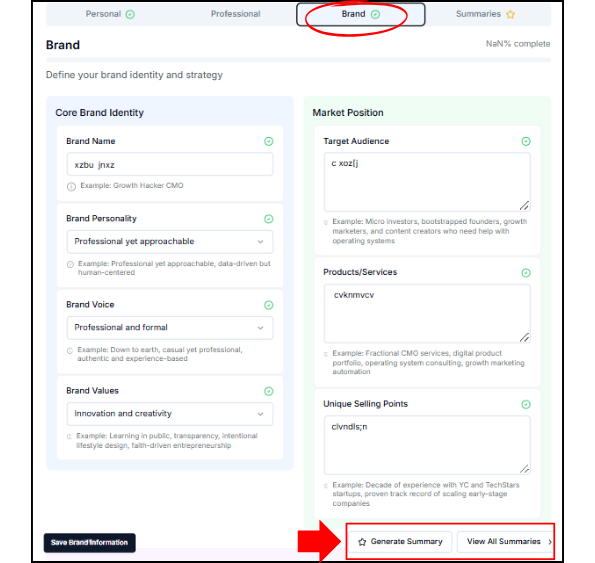 Personal
Professional
Brand
Summaries
Brand
NaN% complete
Define your brand identity and strategy
Core Brand Identity
Brand Name
xzbu jnxz
Example: Growth Hacker CMO
Brand Personality
Professional yet approachable
Example: Professional yet approachable, data-driven but
human-centered
Brand Voice
Professional and formal
Example: Down to earth, casual yet professional,
authentic and experience-based
Brand Values
Innovation and creativity
Example: Learning in public, transparency, intentional
lifestyle design, faith-driven entrepreneurship
Market Position
Target Audience
c xoz[j
Example: Micro investors, bootstrapped founders, growth
marketers, and content creators who need help with
operating systems
Products/Services
cvknmvcv
Example: Fractional CMO services, digital product
portfolio, operating system consulting, growth marketing
automation
Unique Selling Points
clvndls;n
Example: Decade of experience with YC and TechStars
startups, proven track record of scaling early-stage
companies
Save Brand Information
Generate Summary
View All Summaries